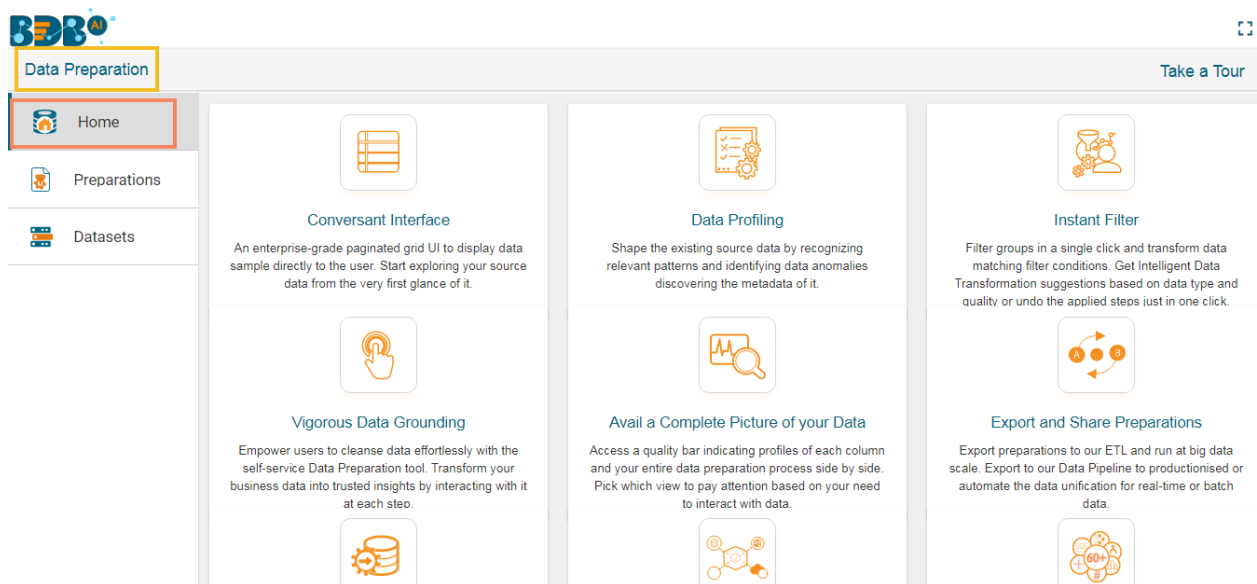 BDB AI
Data Preparation
Take a Tour
Home
Preparations
Datasets
Conversant Interface
An enterprise-grade paginated grid UI to display data
sample directly to the user. Start exploring your source
data from the very first glance of it.
Data Profiling
Shape the existing source data by recognizing
relevant patterns and identifying data anomalies
discovering the metadata of it.
Instant Filter
Filter groups in a single click and transform data
matching filter conditions. Get Intelligent Data
Transformation suggestions based on data type and
quality or undo the applied steps just in one click.
Vigorous Data Grounding
Empower users to cleanse data effortlessly with the
self-service Data Preparation tool. Transform your
business data into trusted insights by interacting with it
at each step.
Avail a Complete Picture of your Data
Access a quality bar indicating profiles of each column
and your entire data preparation process side by side.
Pick which view to pay attention based on your need
to interact with data.
A B
Export and Share Preparations
Export preparations to our ETL and run at big data
scale. Export to our Data Pipeline to productionised or
automate the data unification for real-time or batch
data.
60+
#